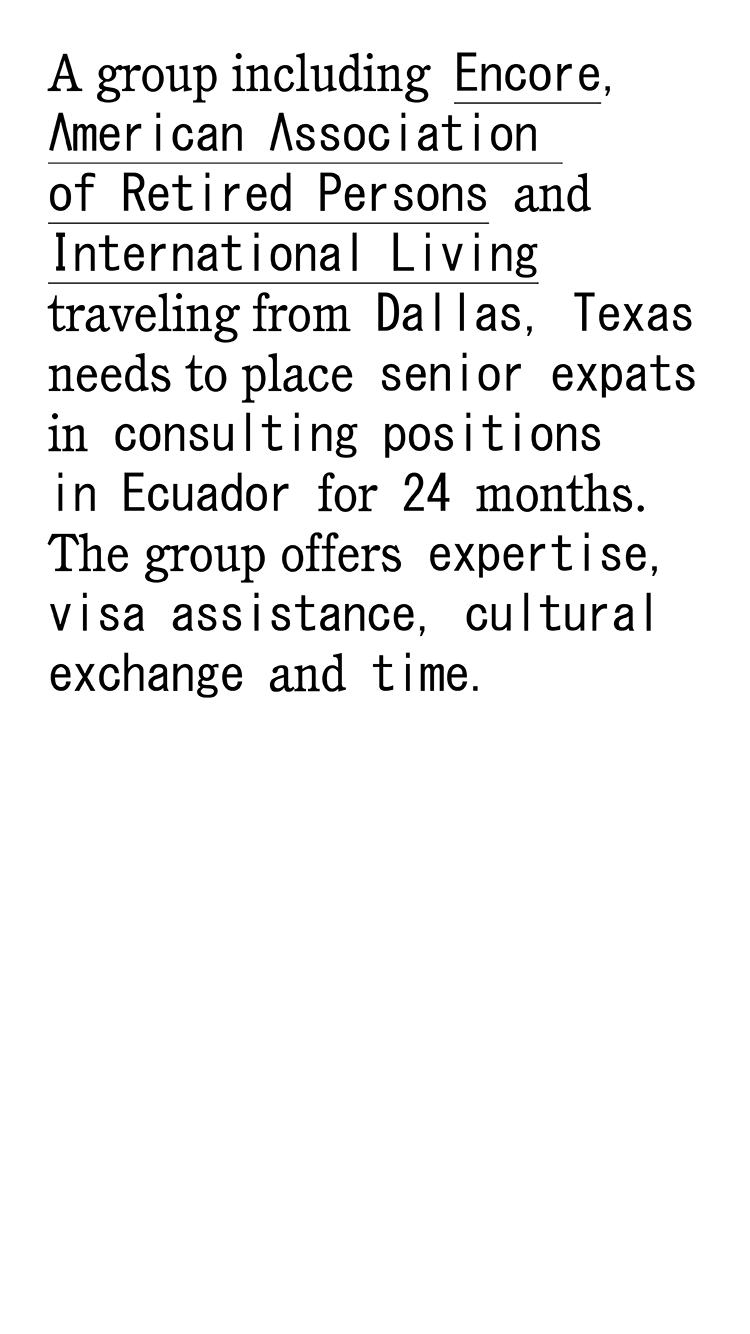 A group including Encore,
American Association
of Retired Persons and
International Living
traveling from Dallas, Texas
needs to place senior expats
in consulting positions
in Ecuador for 24 months.
The group offers expertise,
visa assistance, cultural
exchange and time.